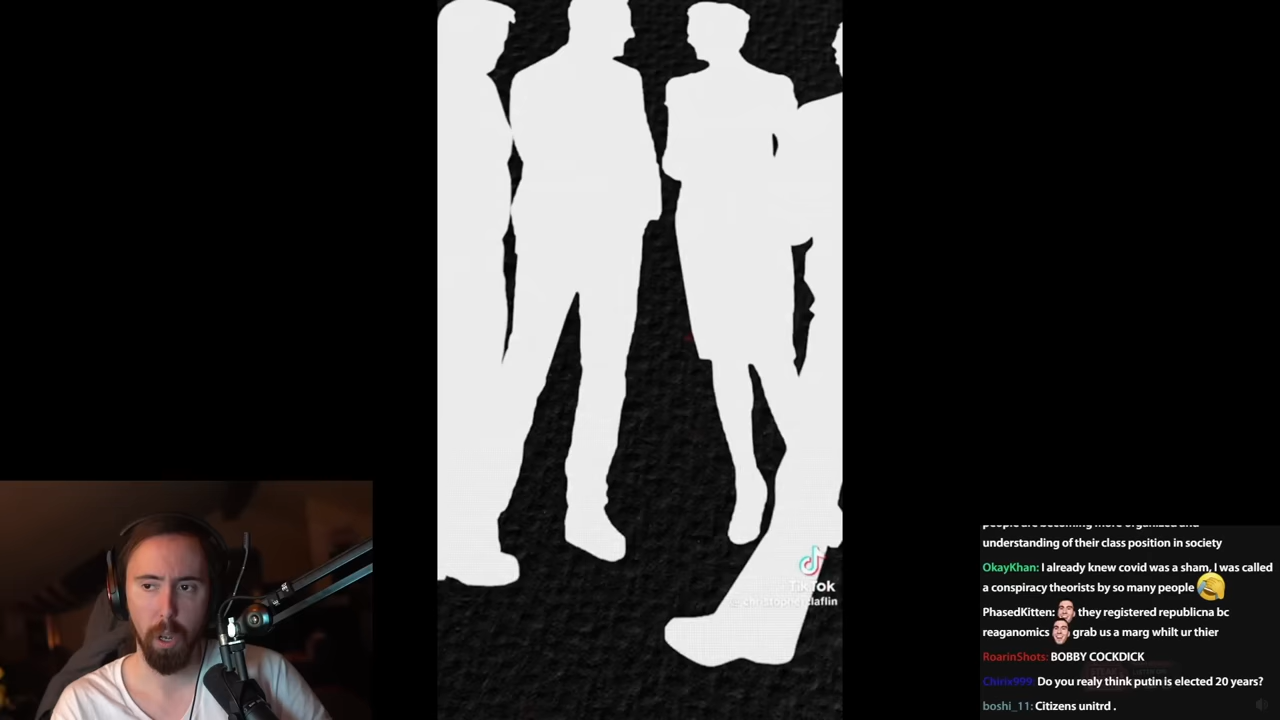 TikTok
understanding of their class position in society
OkayKhan: I already knew covid was a sham, I was called
a conspiracy theorists by so many people
PhasedKitten: they registered republicna bc
reaganomics grab us a marg whilt ur thier
RoarinShots: BOBBY COCKDICK
Chirix999: Do you realy think putin is elected 20 years?
boshi_11: Citizens unitrd .